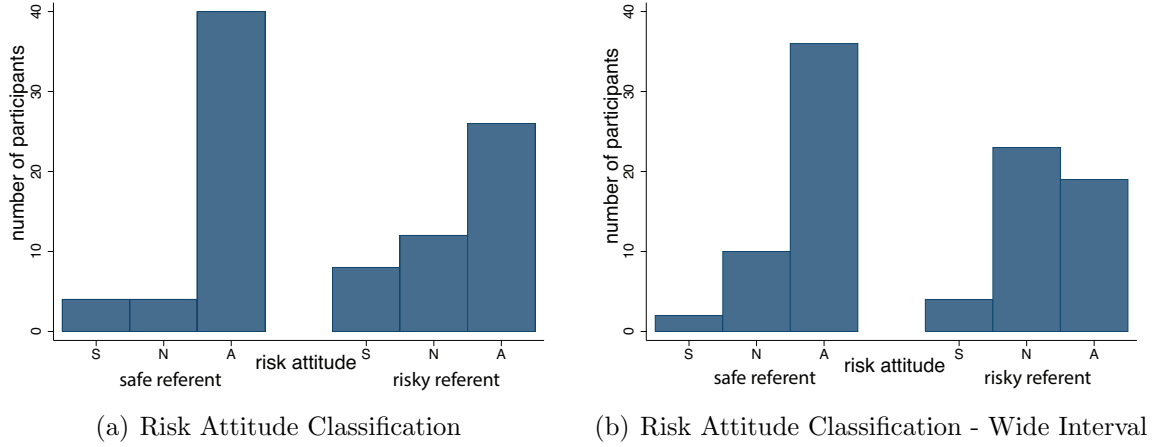 number of participants
40
30
20
10
0
S N A S N A
risk attitude
safe referent risky referent
(a) Risk Attitude Classification
number of participants
40
30
20
10
0
S N A S N A
risk attitude
safe referent risky referent
(b) Risk Attitude Classification - Wide Interval